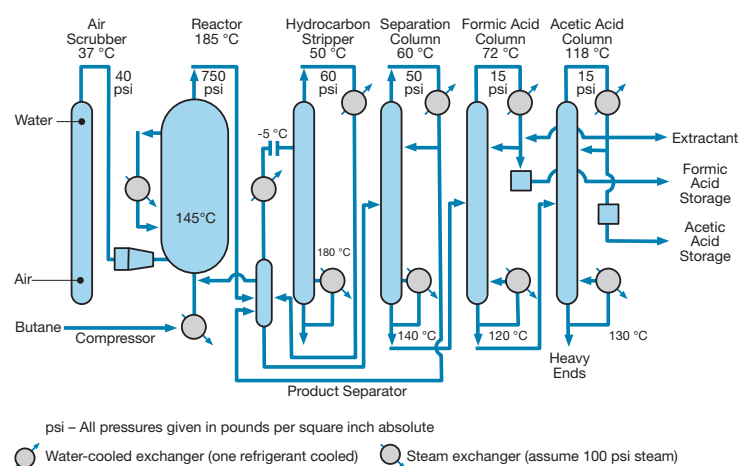 Air
Scrubber
37 °C
Reactor
185 °C
Hydrocarbon
Stripper
50 °C
Separation
Column
60 °C
Formic Acid
Column
72 °C
Acetic Acid
Column
118 °C
40
psi
750
psi
60
psi
50
psi
15
psi
15
psi
Water
-5 °C
Extractant
Formic
Acid
Storage
145°C
Acetic
Acid
Storage
180 °C
Air
Butane
Compressor
140 °C
120 °C
130 °C
Heavy
Ends
Product Separator
psi – All pressures given in pounds per square inch absolute
Water-cooled exchanger (one refrigerant cooled)
Steam exchanger (assume 100 psi steam)